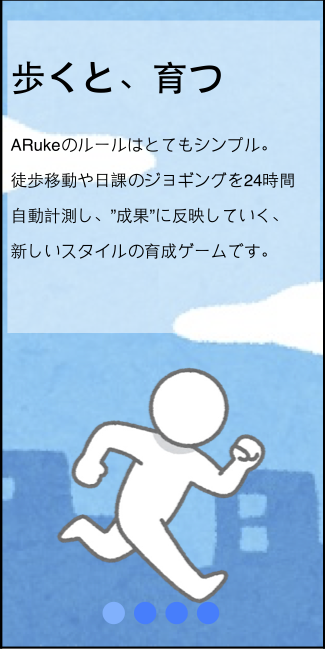 歩くと、育つ
ARukeのルールはとてもシンプル。
徒歩移動や日課のジョギングを24時間
自動計測し、”成果”に反映していく、
新しいスタイルの育成ゲームです。